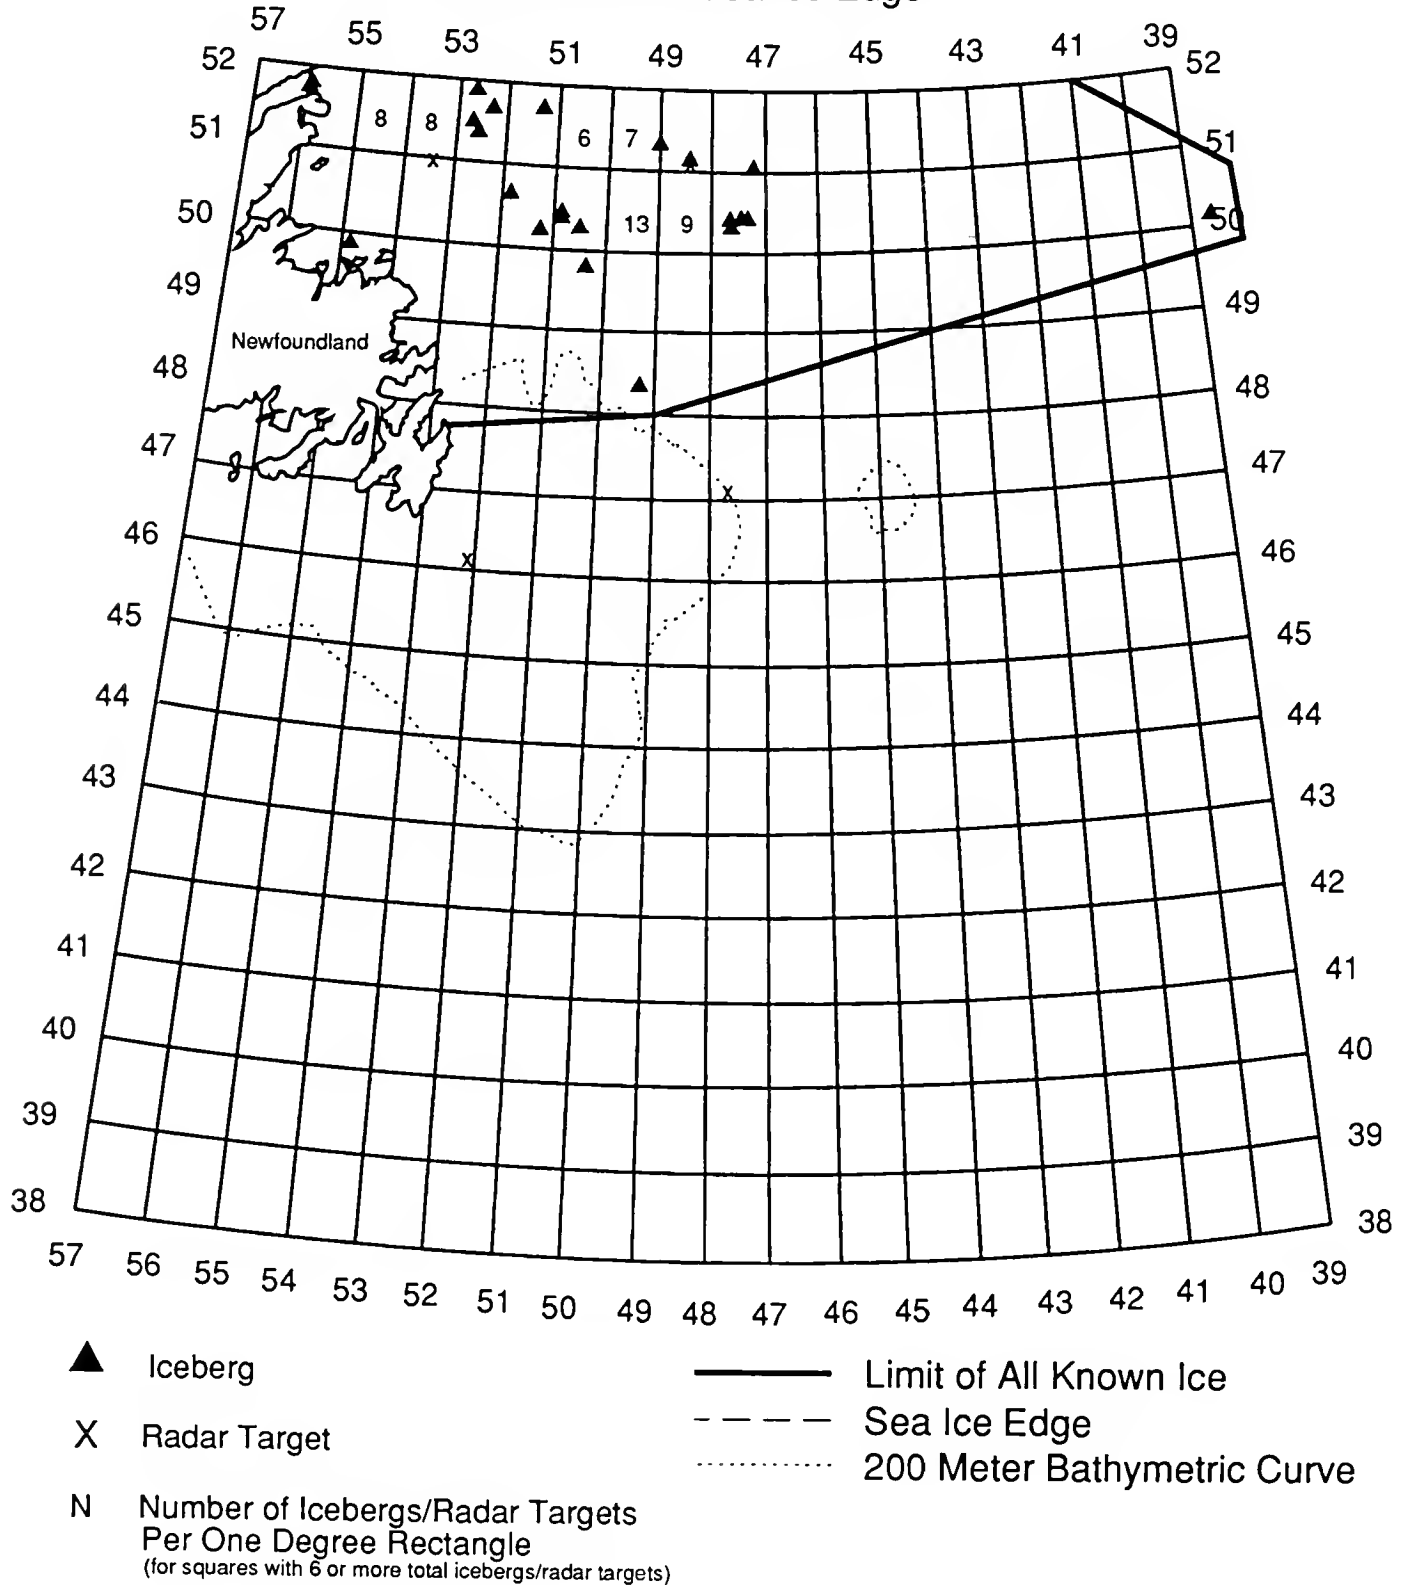 57 55 53 51 49 47 45 43 41 39
52 52
51 8 8 6 7 51
50 13 9 50
49 49
Newfoundland
48 48
47 47
46 46
45 45
44 44
43 43
42 42
41 41
40 40
39 39
38 38
57 56 55 54 53 52 51 50 49 48 47 46 45 44 43 42 41 40 39
Iceberg
X Radar Target
N Number of Icebergs/Radar Targets
Per One Degree Rectangle
(for squares with 6 or more total icebergs/radar targets)
Limit of All Known Ice
Sea Ice Edge
200 Meter Bathymetric Curve